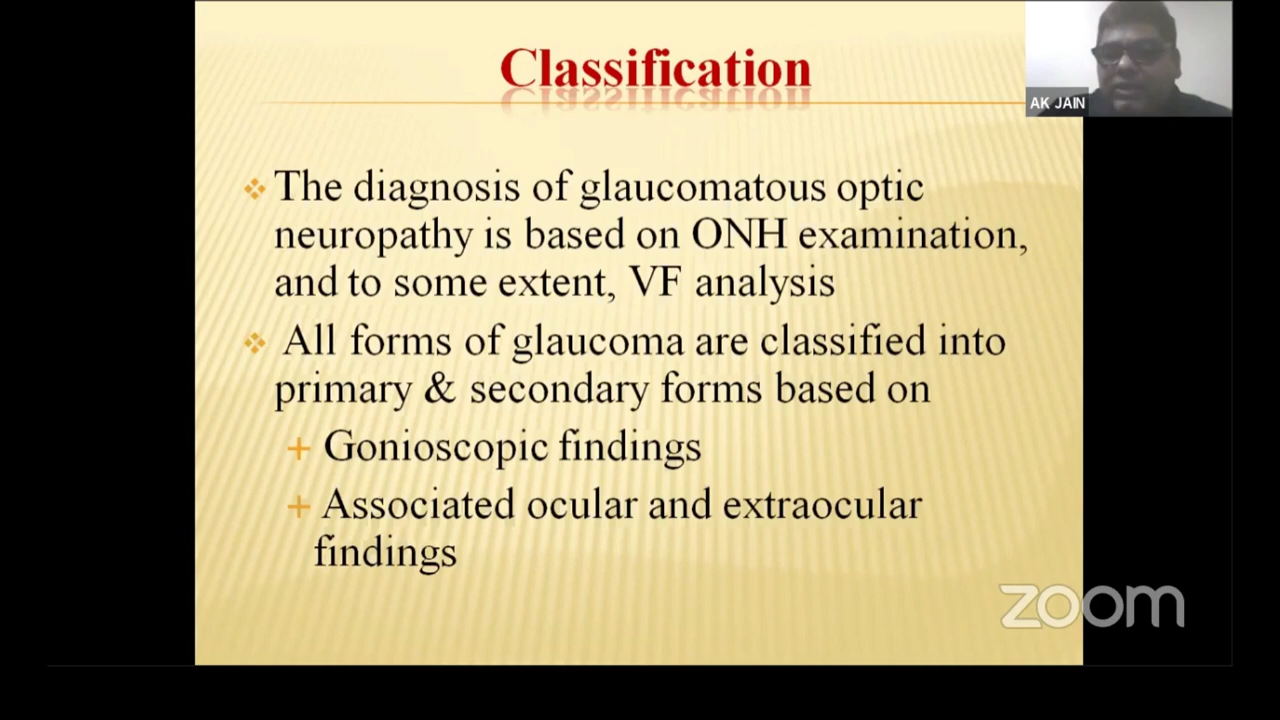 Classification
AK JAIN
The diagnosis of glaucomatous optic
neuropathy is based on ONH examination,
and to some extent, VF analysis
All forms of glaucoma are classified into
primary & secondary forms based on
Gonioscopic findings
Associated ocular and extraocular
findings
zoom